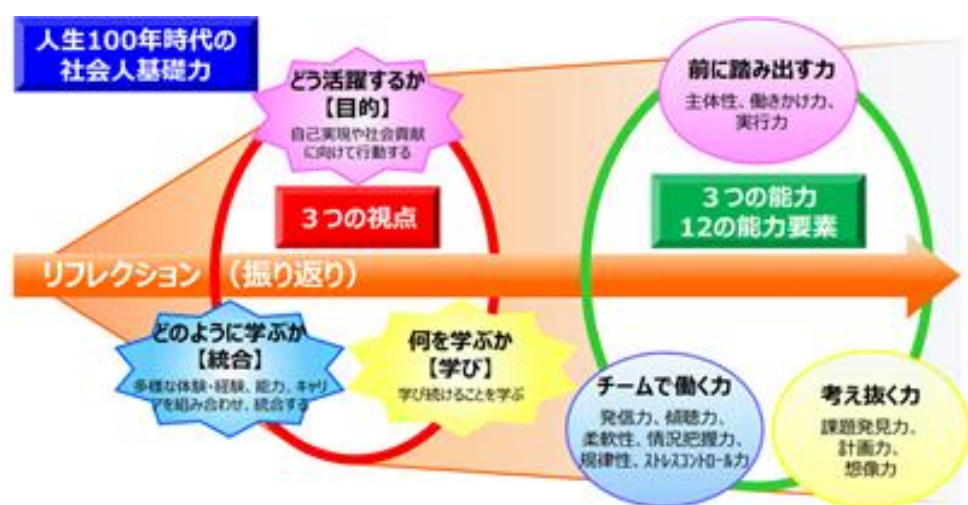 人生100年時代の
社会人基礎力
どう活躍するか
【目的】
自己実現や社会貢献
に向けて行動する
3つの視点
リフレクション （振り返り）
どのように学ぶか
【統合】
多様な体験・経験、能力、キャリ
アを組み合わせ、統合する
何を学ぶか
【学び】
学び続けることを学ぶ
前に踏み出す力
主体性、働きかけ力、
実行力
3つの能力
12の能力要素
チームで働く力
発信力、傾聴力、
柔軟性、情況把握力、
規律性、ストレスコントロール力
考え抜く力
課題発見力、
計画力、
想像力